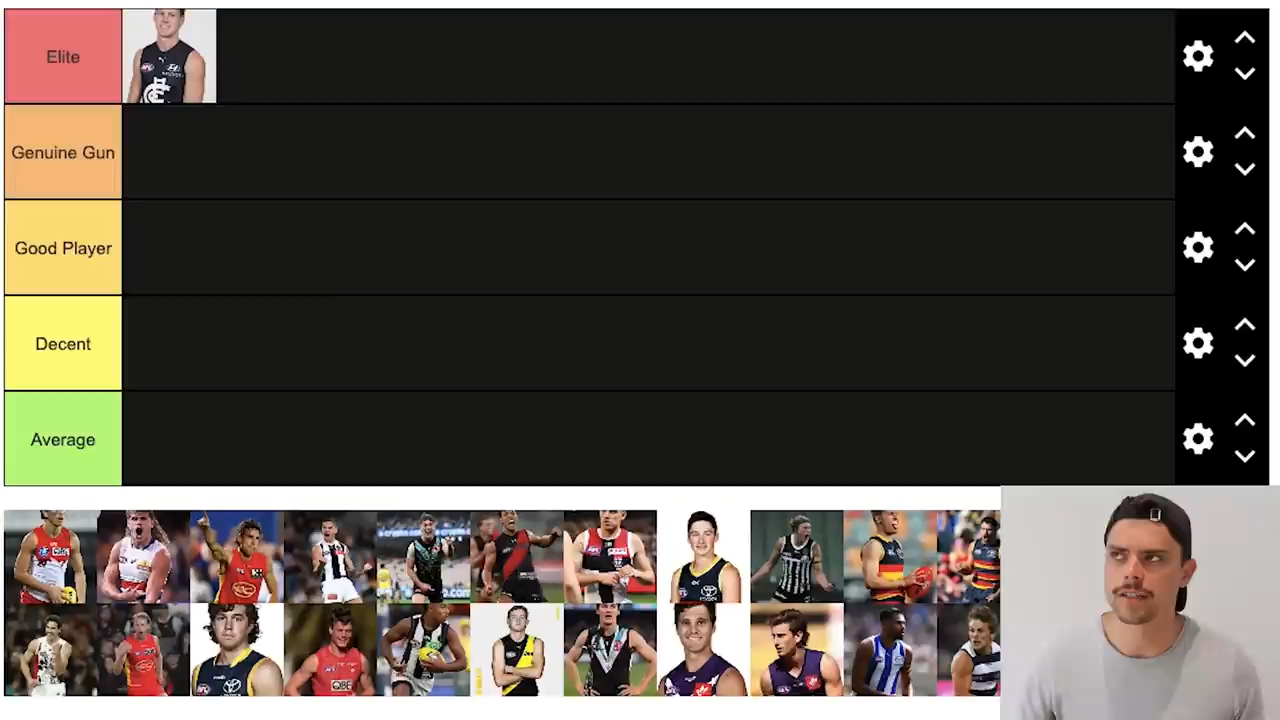 Elite
Genuine Gun
Good Player
Decent
Average